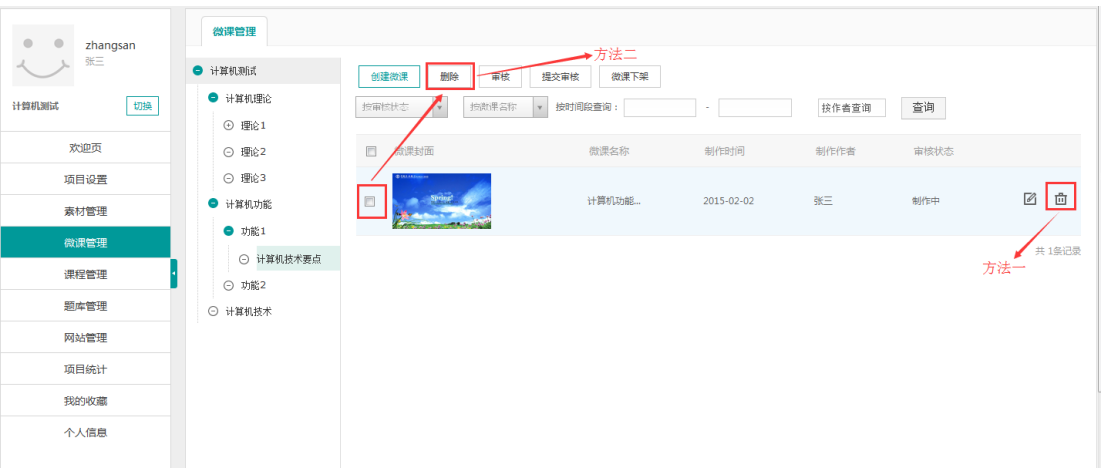 zhangsan
张三
计算机测试 切换
欢迎页
项目设置
素材管理
微课管理
课程管理
题库管理
网站管理
项目统计
我的收藏
个人信息
微课管理
计算机测试
计算机理论
理论1
理论2
理论3
计算机功能
功能1
计算机技术要点
功能2
计算机技术
方法二
创建微课 删除 审核 提交审核 微课下架
按审核状态 按微课名称 按时间段查询： - 按作者查询 查询
微课封面 微课名称 制作时间 制作作者 审核状态
Spring!
计算机功能... 2015-02-02 张三 制作中
共 1条记录
方法一